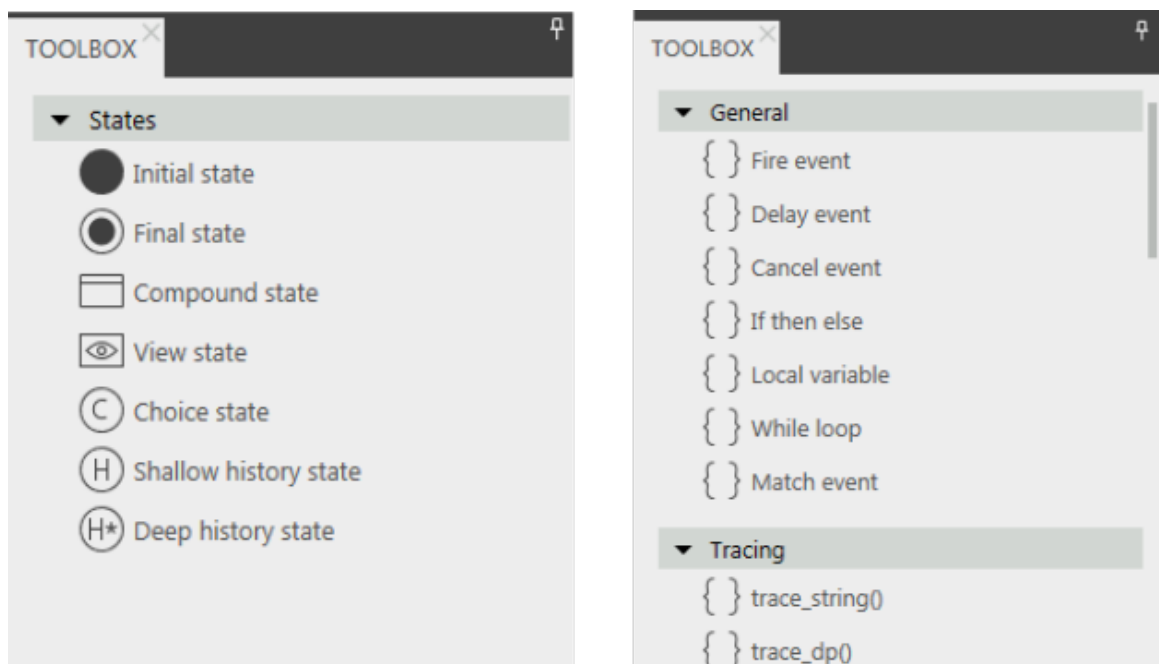 TOOLBOX
States
Initial state
Final state
Compound state
View state
C Choice state
H Shallow history state
H* Deep history state
TOOLBOX
General
{ } Fire event
{ } Delay event
{ } Cancel event
{ } If then else
{ } Local variable
{ } While loop
{ } Match event
Tracing
{ } trace_string()
{ } trace_dp()